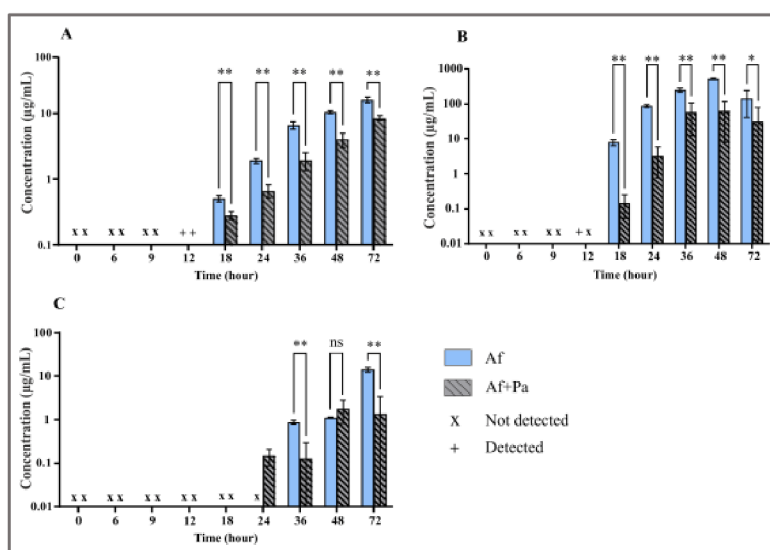 A
Concentration (µg/mL)
100
10
1
0.1
** ** ** ** **
x x x x x x + +
0 6 9 12 18 24 36 48 72
Time (hour)
B
Concentration (µg/mL)
1000
100
10
1
0.1
0.01
** ** ** ** *
x x x x x x + x
0 6 9 12 18 24 36 48 72
Time (hour)
C
Concentration (µg/mL)
100
10
1
0.1
0.01
** ns **
x x x x x x x x x x x
0 6 9 12 18 24 36 48 72
Time (hour)
Af
Af+Pa
x Not detected
+ Detected